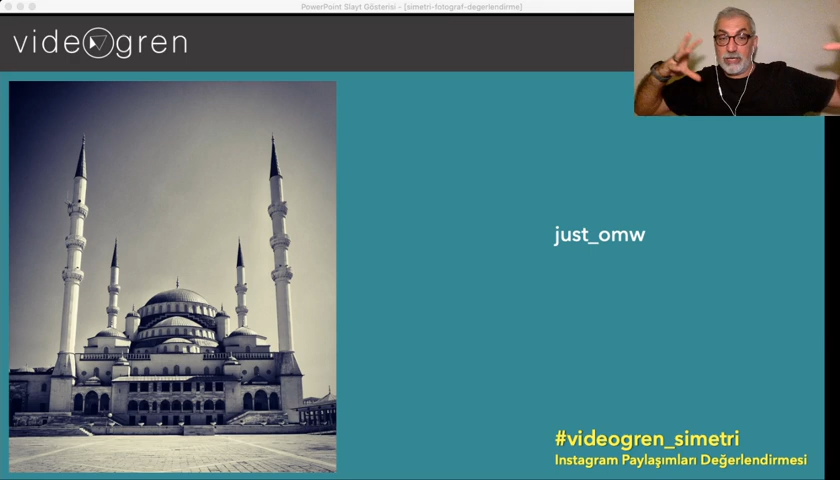 PowerPoint Slayt Gösterisi - [simetri-fotograf-degerlendirme]
videogren
just_omw
#videogren_simetri
Instagram Paylaşımları Değerlendirmesi